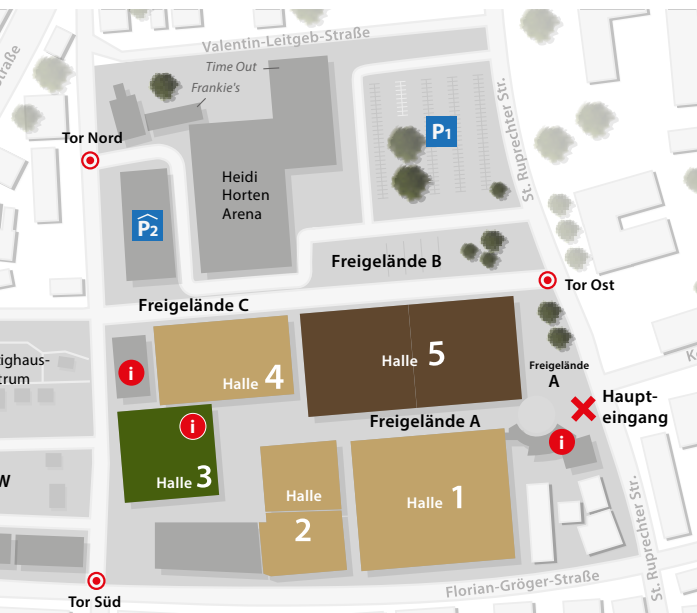 Valentin-Leitgeb-Straße
Time Out
Frankie's
P1
St. Ruprechter Str.
Tor Nord
Heidi
Horten
Arena
P2
Freigelände B
Tor Ost
Freigelände C
i
Halle 4
Halle 5
Freigelände
A
Haupt-
eingang
Freigelände A
i
i
Halle 3
Halle
2
Halle 1
St. Ruprechter Str.
Florian-Gröger-Straße
Tor Süd